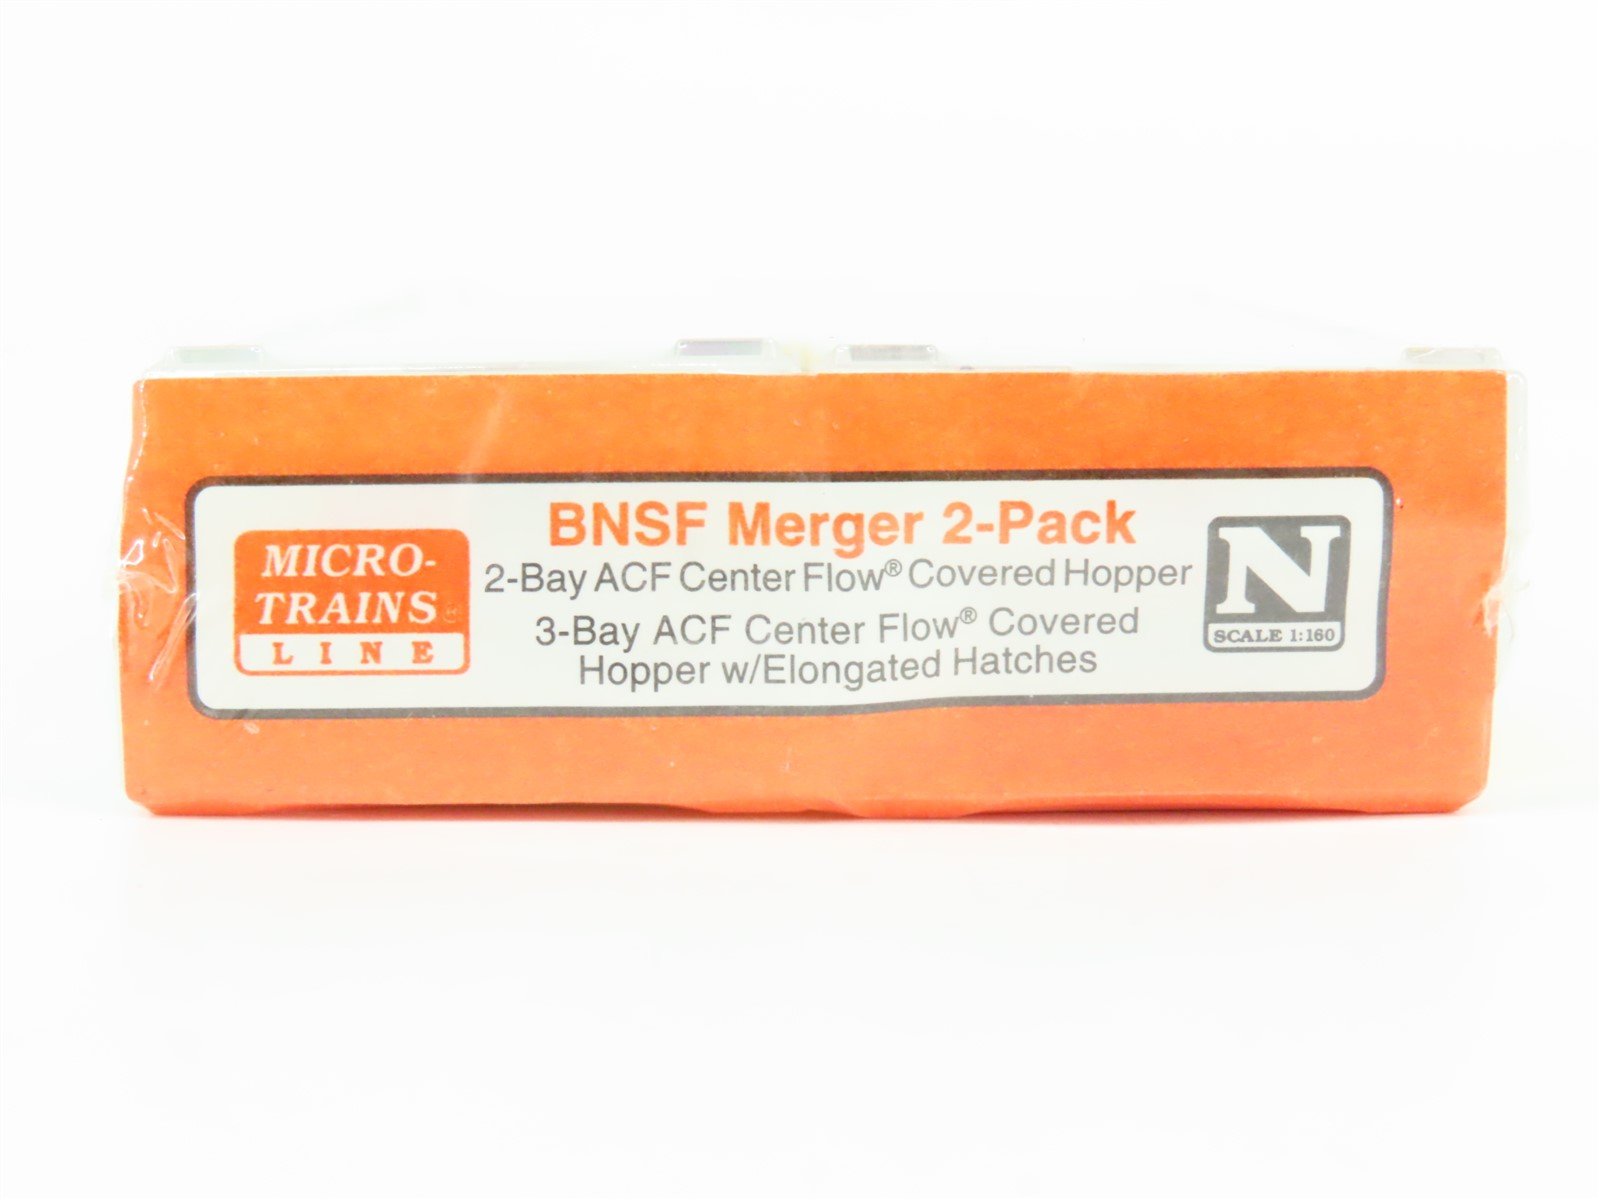 MICRO-
TRAINS®
LINE
BNSF Merger 2-Pack
2-Bay ACF Center Flow® Covered Hopper
3-Bay ACF Center Flow® Covered
Hopper w/Elongated Hatches
N
SCALE 1:160